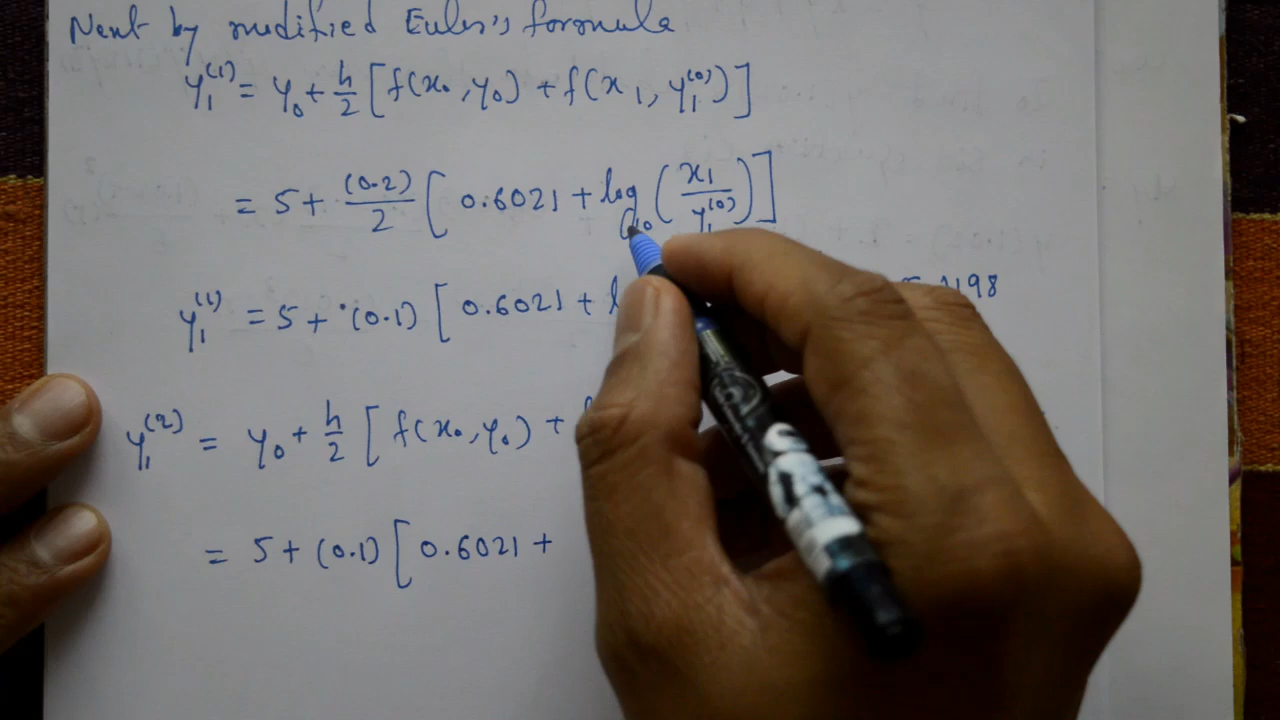 Next by modified Euler's formula
y₁⁽¹⁾ = y₀ + h/2 [f(x₀, y₀) + f(x₁, y₁⁽⁰⁾)]
= 5 + (0.2)/2 [0.6021 + log₁₀ (x₁/y₁⁽⁰⁾)]
y₁⁽¹⁾ = 5 + (0.1) [0.6021 + l 198
y₁⁽²⁾ = y₀ + h/2 [f(x₀, y₀) +
= 5 + (0.1) [0.6021 +